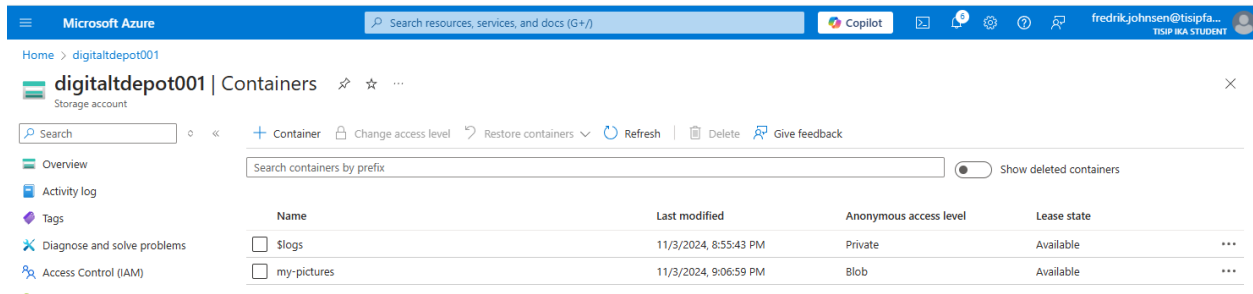 Microsoft Azure
Search resources, services, and docs (G+/)
Copilot
6
fredrik.johnsen@tisipfa...
TISIP IKA STUDENT
Home > digitaltdepot001
digitaltdepot001 | Containers
Storage account
Search
+ Container
Change access level
Restore containers
Refresh
Delete
Give feedback
Overview
Search containers by prefix
Show deleted containers
Activity log
Tags
Name Last modified Anonymous access level Lease state
Diagnose and solve problems
$logs 11/3/2024, 8:55:43 PM Private Available
Access Control (IAM)
my-pictures 11/3/2024, 9:06:59 PM Blob Available